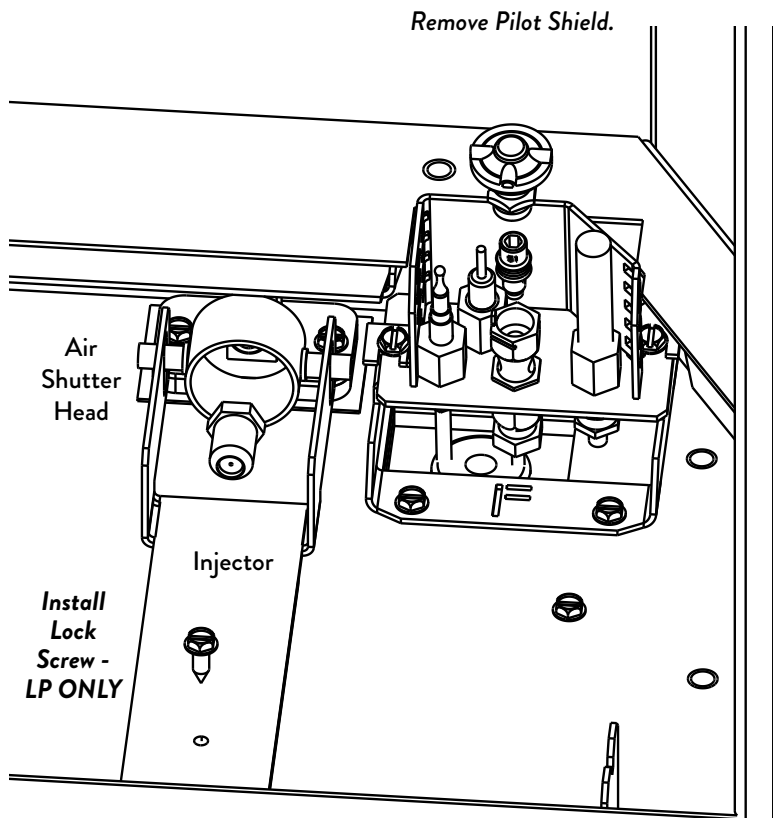 Remove Pilot Shield.
Air
Shutter
Head
Injector
Install
Lock
Screw -
LP ONLY